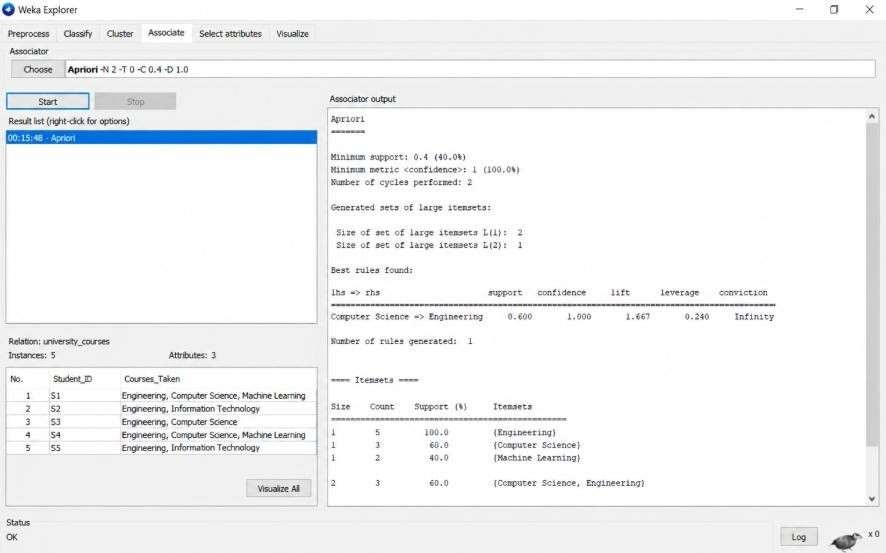 Weka Explorer
Preprocess Classify Cluster Associate Select attributes Visualize
Associator
Choose Apriori -N 2 -T 0 -C 0.4 -D 1.0
Start Stop
Result list (right-click for options)
00:15:48 - Apriori
Relation: university_courses
Instances: 5 Attributes: 3
No. Student_ID Courses_Taken
1 S1 Engineering, Computer Science, Machine Learning
2 S2 Engineering, Information Technology
3 S3 Engineering, Computer Science
4 S4 Engineering, Computer Science, Machine Learning
5 S5 Engineering, Information Technology
Visualize All
Associator output
Apriori
=======
Minimum support: 0.4 (40.0%)
Minimum metric <confidence>: 1 (100.0%)
Number of cycles performed: 2
Generated sets of large itemsets:
Size of set of large itemsets L(1): 2
Size of set of large itemsets L(2): 1
Best rules found:
lhs => rhs support confidence lift leverage conviction
Computer Science => Engineering 0.600 1.000 1.667 0.240 Infinity
Number of rules generated: 1
==== Itemsets ====
Size Count Support (%) Itemsets
1 5 100.0 {Engineering}
1 3 60.0 {Computer Science}
1 2 40.0 {Machine Learning}
2 3 60.0 {Computer Science, Engineering}
Status
OK
Log x 0